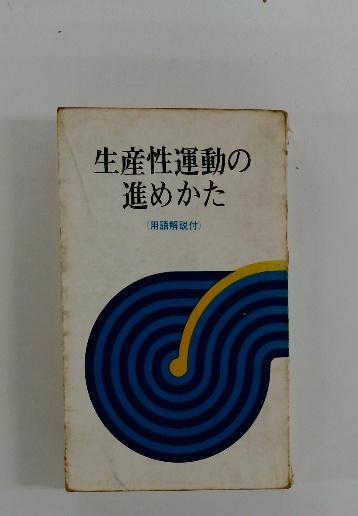 生産性運動の
進めかた
(用語解説付)